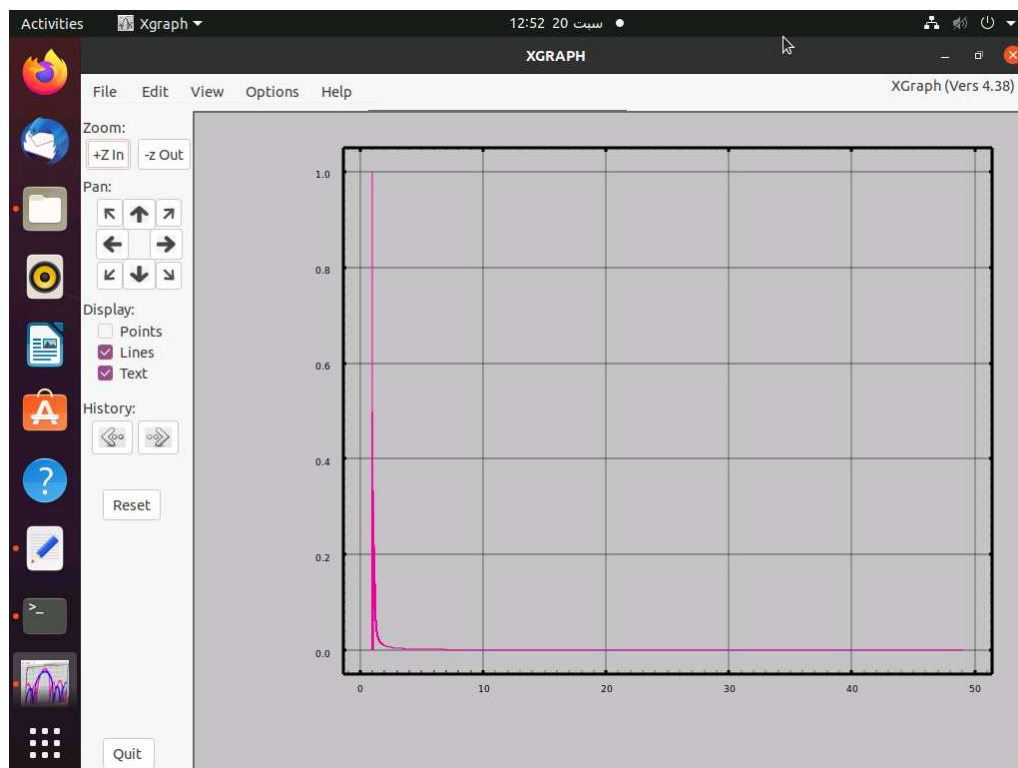 Activities Xgraph 12:52 20 سبت
XGRAPH
File Edit View Options Help XGraph (Vers 4.38)
Zoom:
+Z In -z Out
Pan:
Display:
Points
Lines
Text
History:
Reset
Quit
1.0
0.8
0.6
0.4
0.2
0.0
0 10 20 30 40 50